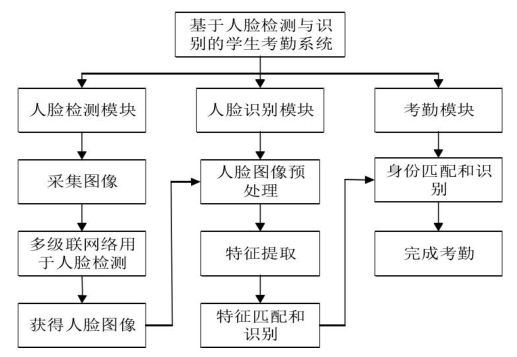 基于人脸检测与识
别的学生考勤系统
人脸检测模块
人脸识别模块
考勤模块
采集图像
人脸图像预
处理
身份匹配和识
别
多级联网络用
于人脸检测
特征提取
完成考勤
获得人脸图像
特征匹配和
识别